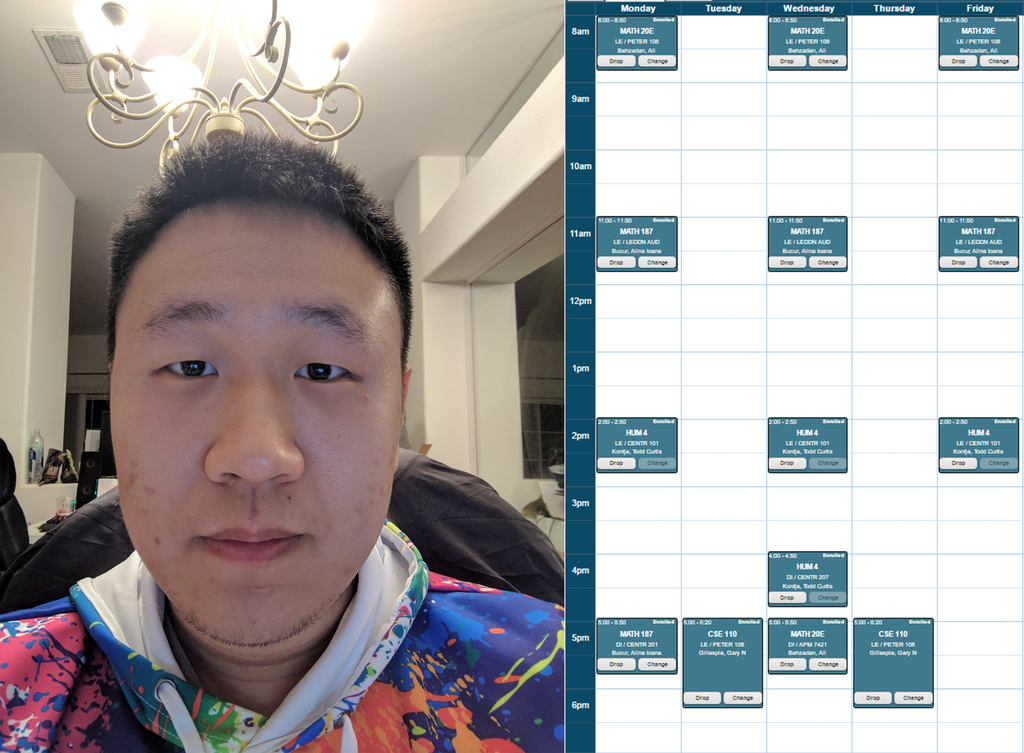 Monday Tuesday Wednesday Thursday Friday
8am
8:00 - 8:50 Enrolled
MATH 20E
LE / PETER 108
Behzadan, Ali
Drop Change
8:00 - 8:50 Enrolled
MATH 20E
LE / PETER 108
Behzadan, Ali
Drop Change
8:00 - 8:50 Enrolled
MATH 20E
LE / PETER 108
Behzadan, Ali
Drop Change
9am
10am
11am
11:00 - 11:50 Enrolled
MATH 187
LE / LEDDN AUD
Bucur, Alina Ioana
Drop Change
11:00 - 11:50 Enrolled
MATH 187
LE / LEDDN AUD
Bucur, Alina Ioana
Drop Change
11:00 - 11:50 Enrolled
MATH 187
LE / LEDDN AUD
Bucur, Alina Ioana
Drop Change
12pm
1pm
2pm
2:00 - 2:50 Enrolled
HUM 4
LE / CENTR 101
Kontje, Todd Curtis
Drop Change
2:00 - 2:50 Enrolled
HUM 4
LE / CENTR 101
Kontje, Todd Curtis
Drop Change
2:00 - 2:50 Enrolled
HUM 4
LE / CENTR 101
Kontje, Todd Curtis
Drop Change
3pm
4pm
4:00 - 4:50 Enrolled
HUM 4
DI / CENTR 207
Kontje, Todd Curtis
Drop Change
5pm
5:00 - 5:50 Enrolled
MATH 187
DI / CENTR 201
Bucur, Alina Ioana
Drop Change
5:00 - 6:20 Enrolled
CSE 110
LE / PETER 108
Gillespie, Gary N
Drop Change
5:00 - 5:50 Enrolled
MATH 20E
DI / APM 7421
Behzadan, Ali
Drop Change
5:00 - 6:20 Enrolled
CSE 110
LE / PETER 108
Gillespie, Gary N
Drop Change
6pm